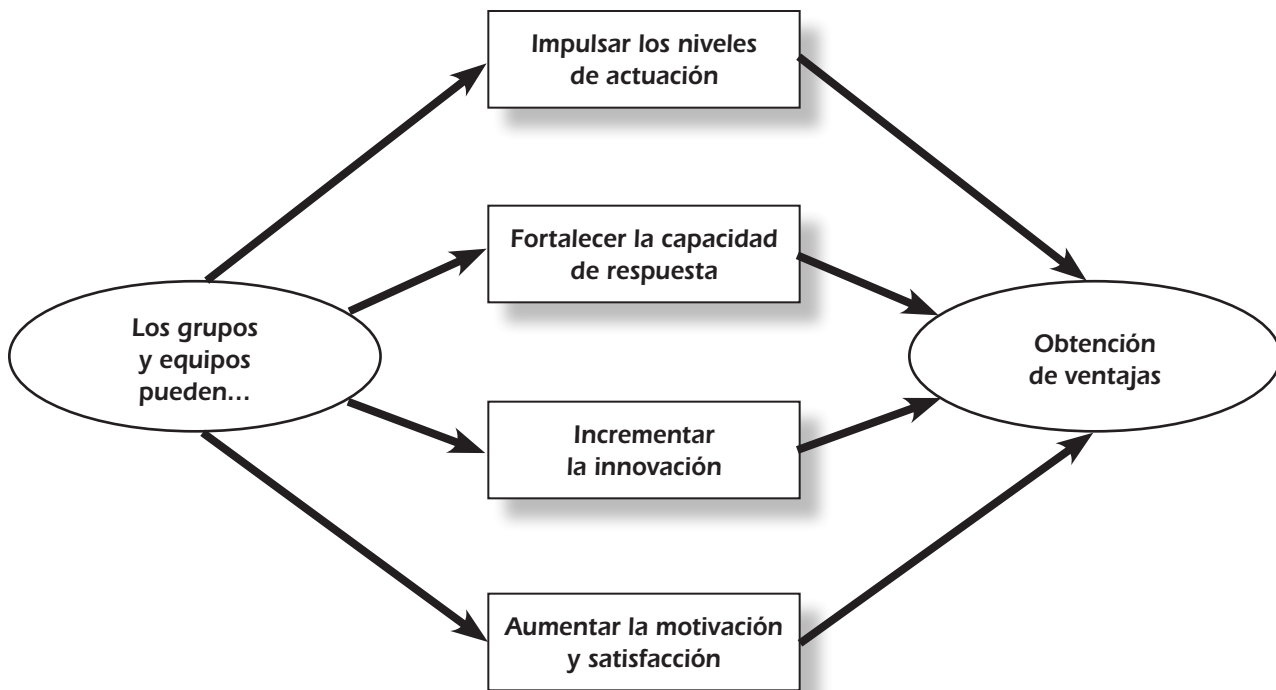 Impulsar los niveles
de actuación
Fortalecer la capacidad
de respuesta
Los grupos
y equipos
pueden...
Obtención
de ventajas
Incrementar
la innovación
Aumentar la motivación
y satisfacción